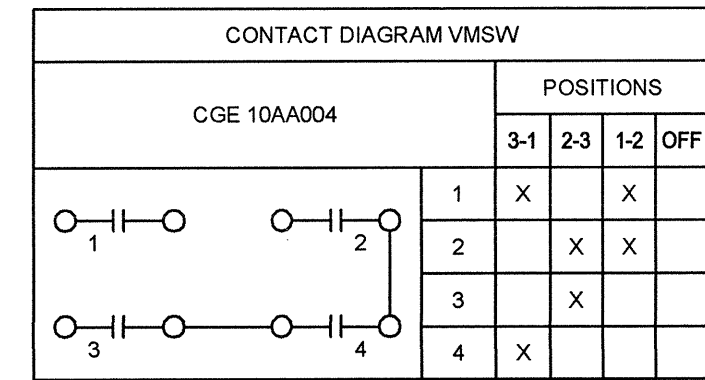 CONTACT DIAGRAM VMSW
CGE 10AA004
POSITIONS
3-1 2-3 1-2 OFF
1 X X
2 X X
3 X
4 X
1 2
3 4